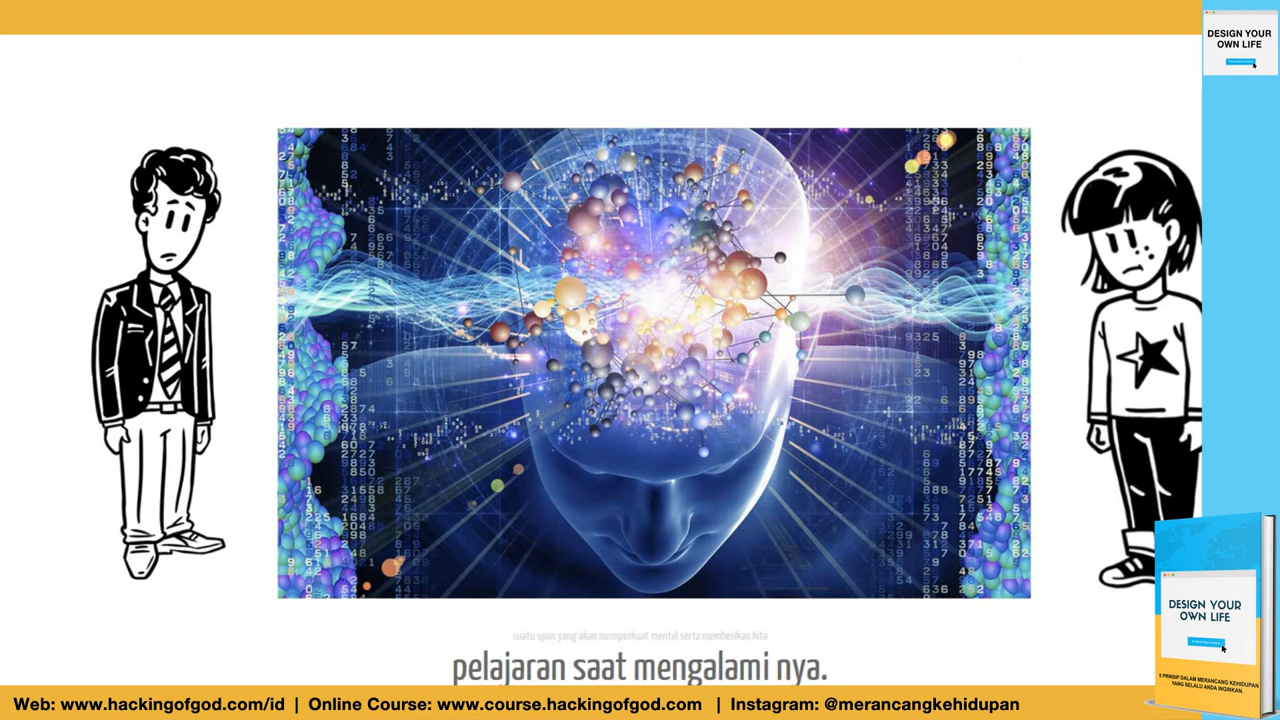 DESIGN YOUR
OWN LIFE
suatu ujian yang akan memperkuat mental serta memberikan kita
pelajaran saat mengalami nya.
DESIGN YOUR
OWN LIFE
PRINSIP DALAM MERANCANG KEHIDUPAN
YANG SELALU ANDA INGINKAN.
Web: www.hackingofgod.com/id | Online Course: www.course.hackingofgod.com | Instagram: @merancangkehidupan